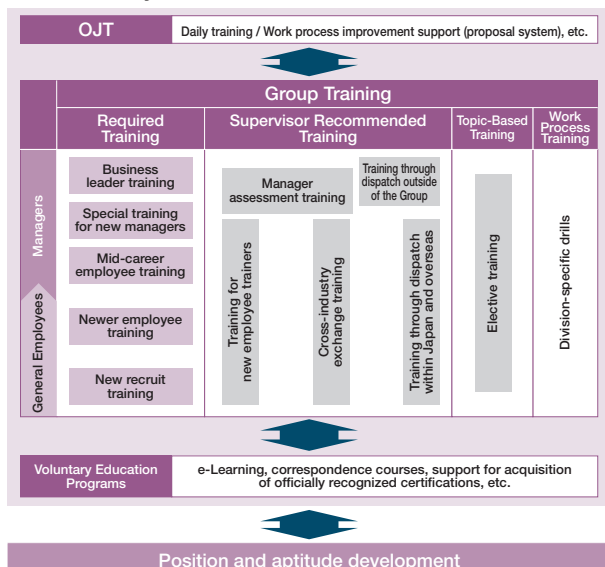 OJT
Daily training / Work process improvement support (proposal system), etc.
Group Training
Required
Training
Supervisor Recommended
Training
Topic-Based
Training
Work
Process
Training
Managers
General Employees
Business
leader training
Special training
for new managers
Mid-career
employee training
Newer employee
training
New recruit
training
Manager
assessment training
Training through
dispatch outside
of the Group
Training for
new employee trainers
Cross-industry
exchange training
Training through dispatch
within Japan and overseas
Elective training
Division-specific drills
Voluntary Education
Programs
e-Learning, correspondence courses, support for acquisition
of officially recognized certifications, etc.
Position and aptitude development